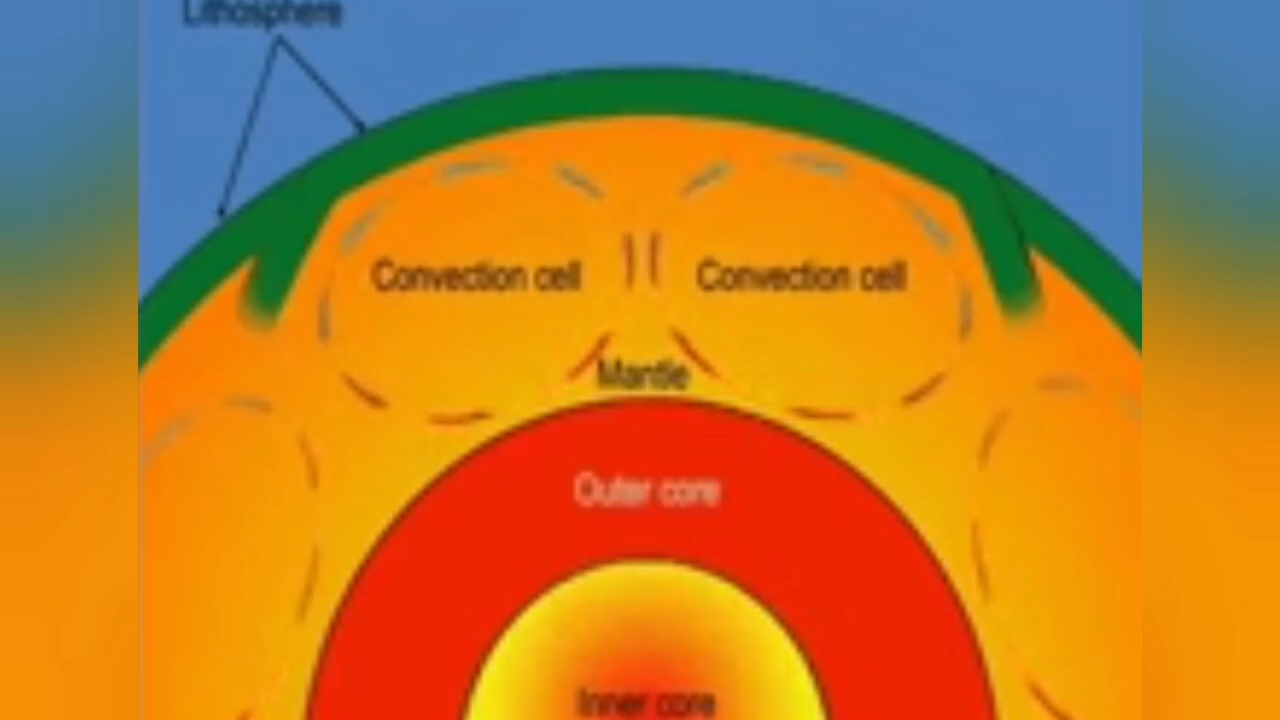 Lithosphere
Convection cell
Convection cell
Mantle
Outer core
Inner core